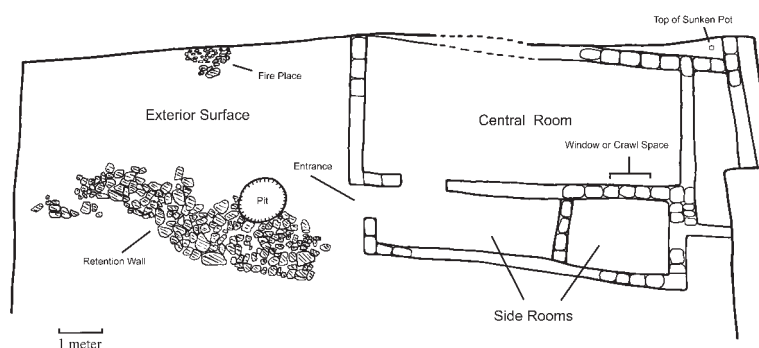 Top of Sunken Pot
Fire Place
Exterior Surface
Central Room
Window or Crawl Space
Entrance
Pit
Retention Wall
Side Rooms
1 meter